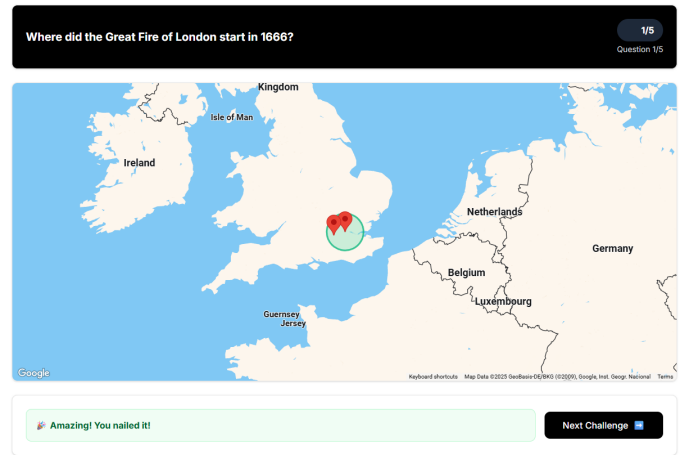 Where did the Great Fire of London start in 1666?
1/5
Question 1/5
Kingdom
Isle of Man
Ireland
Netherlands
Germany
Belgium
Luxembourg
Guernsey
Jersey
Google
Keyboard shortcuts Map Data ©2025 GeoBasis-DE/BKG (©2009), Google, Inst. Geogr. Nacional Terms
Amazing! You nailed it!
Next Challenge